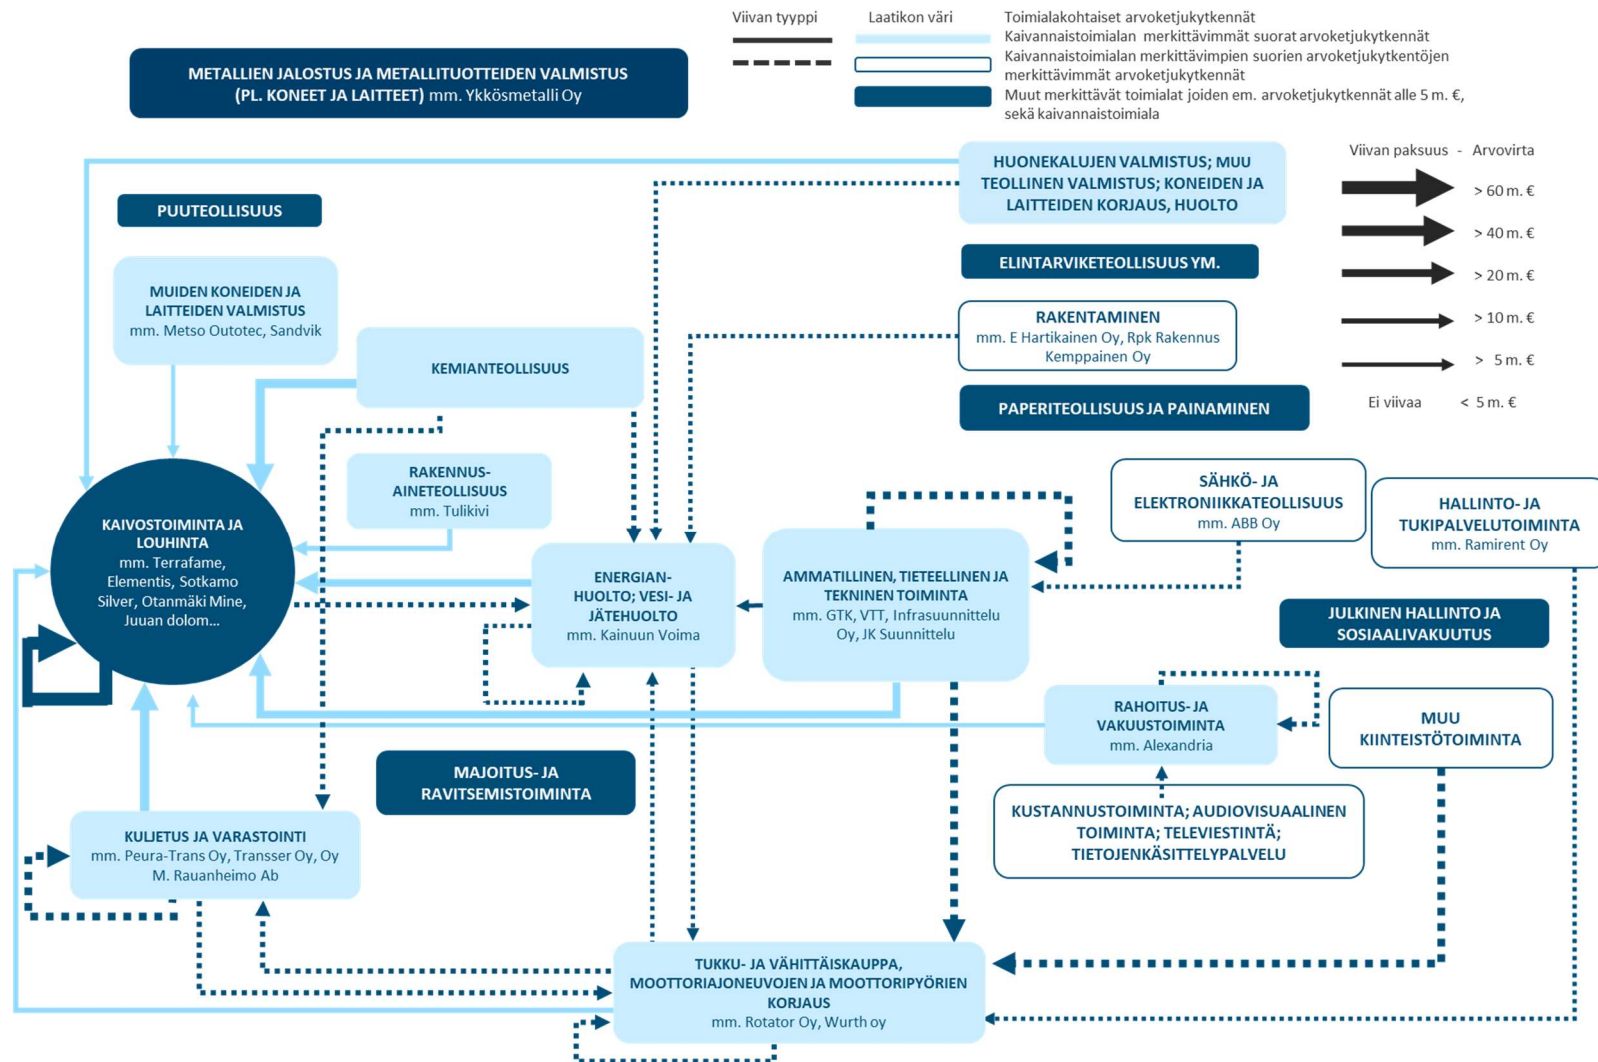 Viivan tyyppi
Laatikon väri
Toimialakohtaiset arvoketjukytkennät
Kaivannaistoimialan merkittävimmät suorat arvoketjukytkennät
Kaivannaistoimialan merkittävimpien suorien arvoketjukytkentöjen
merkittävimmät arvoketjukytkennät
Muut merkittävät toimialat joiden em. arvoketjukytkennät alle 5 m. €,
sekä kaivannaistoimiala
METALLIEN JALOSTUS JA METALLITUOTTEIDEN VALMISTUS
(PL. KONEET JA LAITTEET) mm. Ykkösmetalli Oy
Viivan paksuus - Arvovirta
> 60 m. €
> 40 m. €
> 20 m. €
> 10 m. €
> 5 m. €
Ei viivaa < 5 m. €
HUONEKALUJEN VALMISTUS; MUU
TEOLLINEN VALMISTUS; KONEIDEN JA
LAITTEIDEN KORJAUS, HUOLTO
PUUTEOLLISUUS
ELINTARVIKETEOLLISUUS YM.
MUIDEN KONEIDEN JA
LAITTEIDEN VALMISTUS
mm. Metso Outotec, Sandvik
RAKENTAMINEN
mm. E Hartikainen Oy, Rpk Rakennus
Kemppainen Oy
KEMIANTEOLLISUUS
PAPERITEOLLISUUS JA PAINAMINEN
RAKENNUS-
AINETEOLLISUUS
mm. Tulikivi
SÄHKÖ- JA
ELEKTRONIIKKATEOLLISUUS
mm. ABB Oy
HALLINTO- JA
TUKIPALVELUTOIMINTA
mm. Ramirent Oy
KAIVOSTOIMINTA JA
LOUHINTA
mm. Terrafame,
Elementis, Sotkamo
Silver, Otanmäki Mine,
Juuan dolom...
ENERGIAN-
HUOLTO; VESI- JA
JÄTEHUOLTO
mm. Kainuun Voima
AMMATILLINEN, TIETEELLINEN JA
TEKNINEN TOIMINTA
mm. GTK, VTT, Infrasuunnittelu
Oy, JK Suunnittelu
JULKINEN HALLINTO JA
SOSIAALIVAKUUTUS
RAHOITUS- JA
VAKUUSTOIMINTA
mm. Alexandria
MUU
KIINTEISTÖTOIMINTA
MAJOITUS- JA
RAVITSEMISTOIMINTA
KUSTANNUSTOIMINTA; AUDIOVISUAALINEN
TOIMINTA; TELEVIESTINTÄ;
TIETOJENKÄSITTELYPALVELU
KULJETUS JA VARASTOINTI
mm. Peura-Trans Oy, Transser Oy, Oy
M. Rauanheimo Ab
TUKKU- JA VÄHITTÄISKAUPPA,
MOOTTORIAJONEUVOJEN JA MOOTTORIPYÖRIEN
KORJAUS
mm. Rotator Oy, Wurth oy